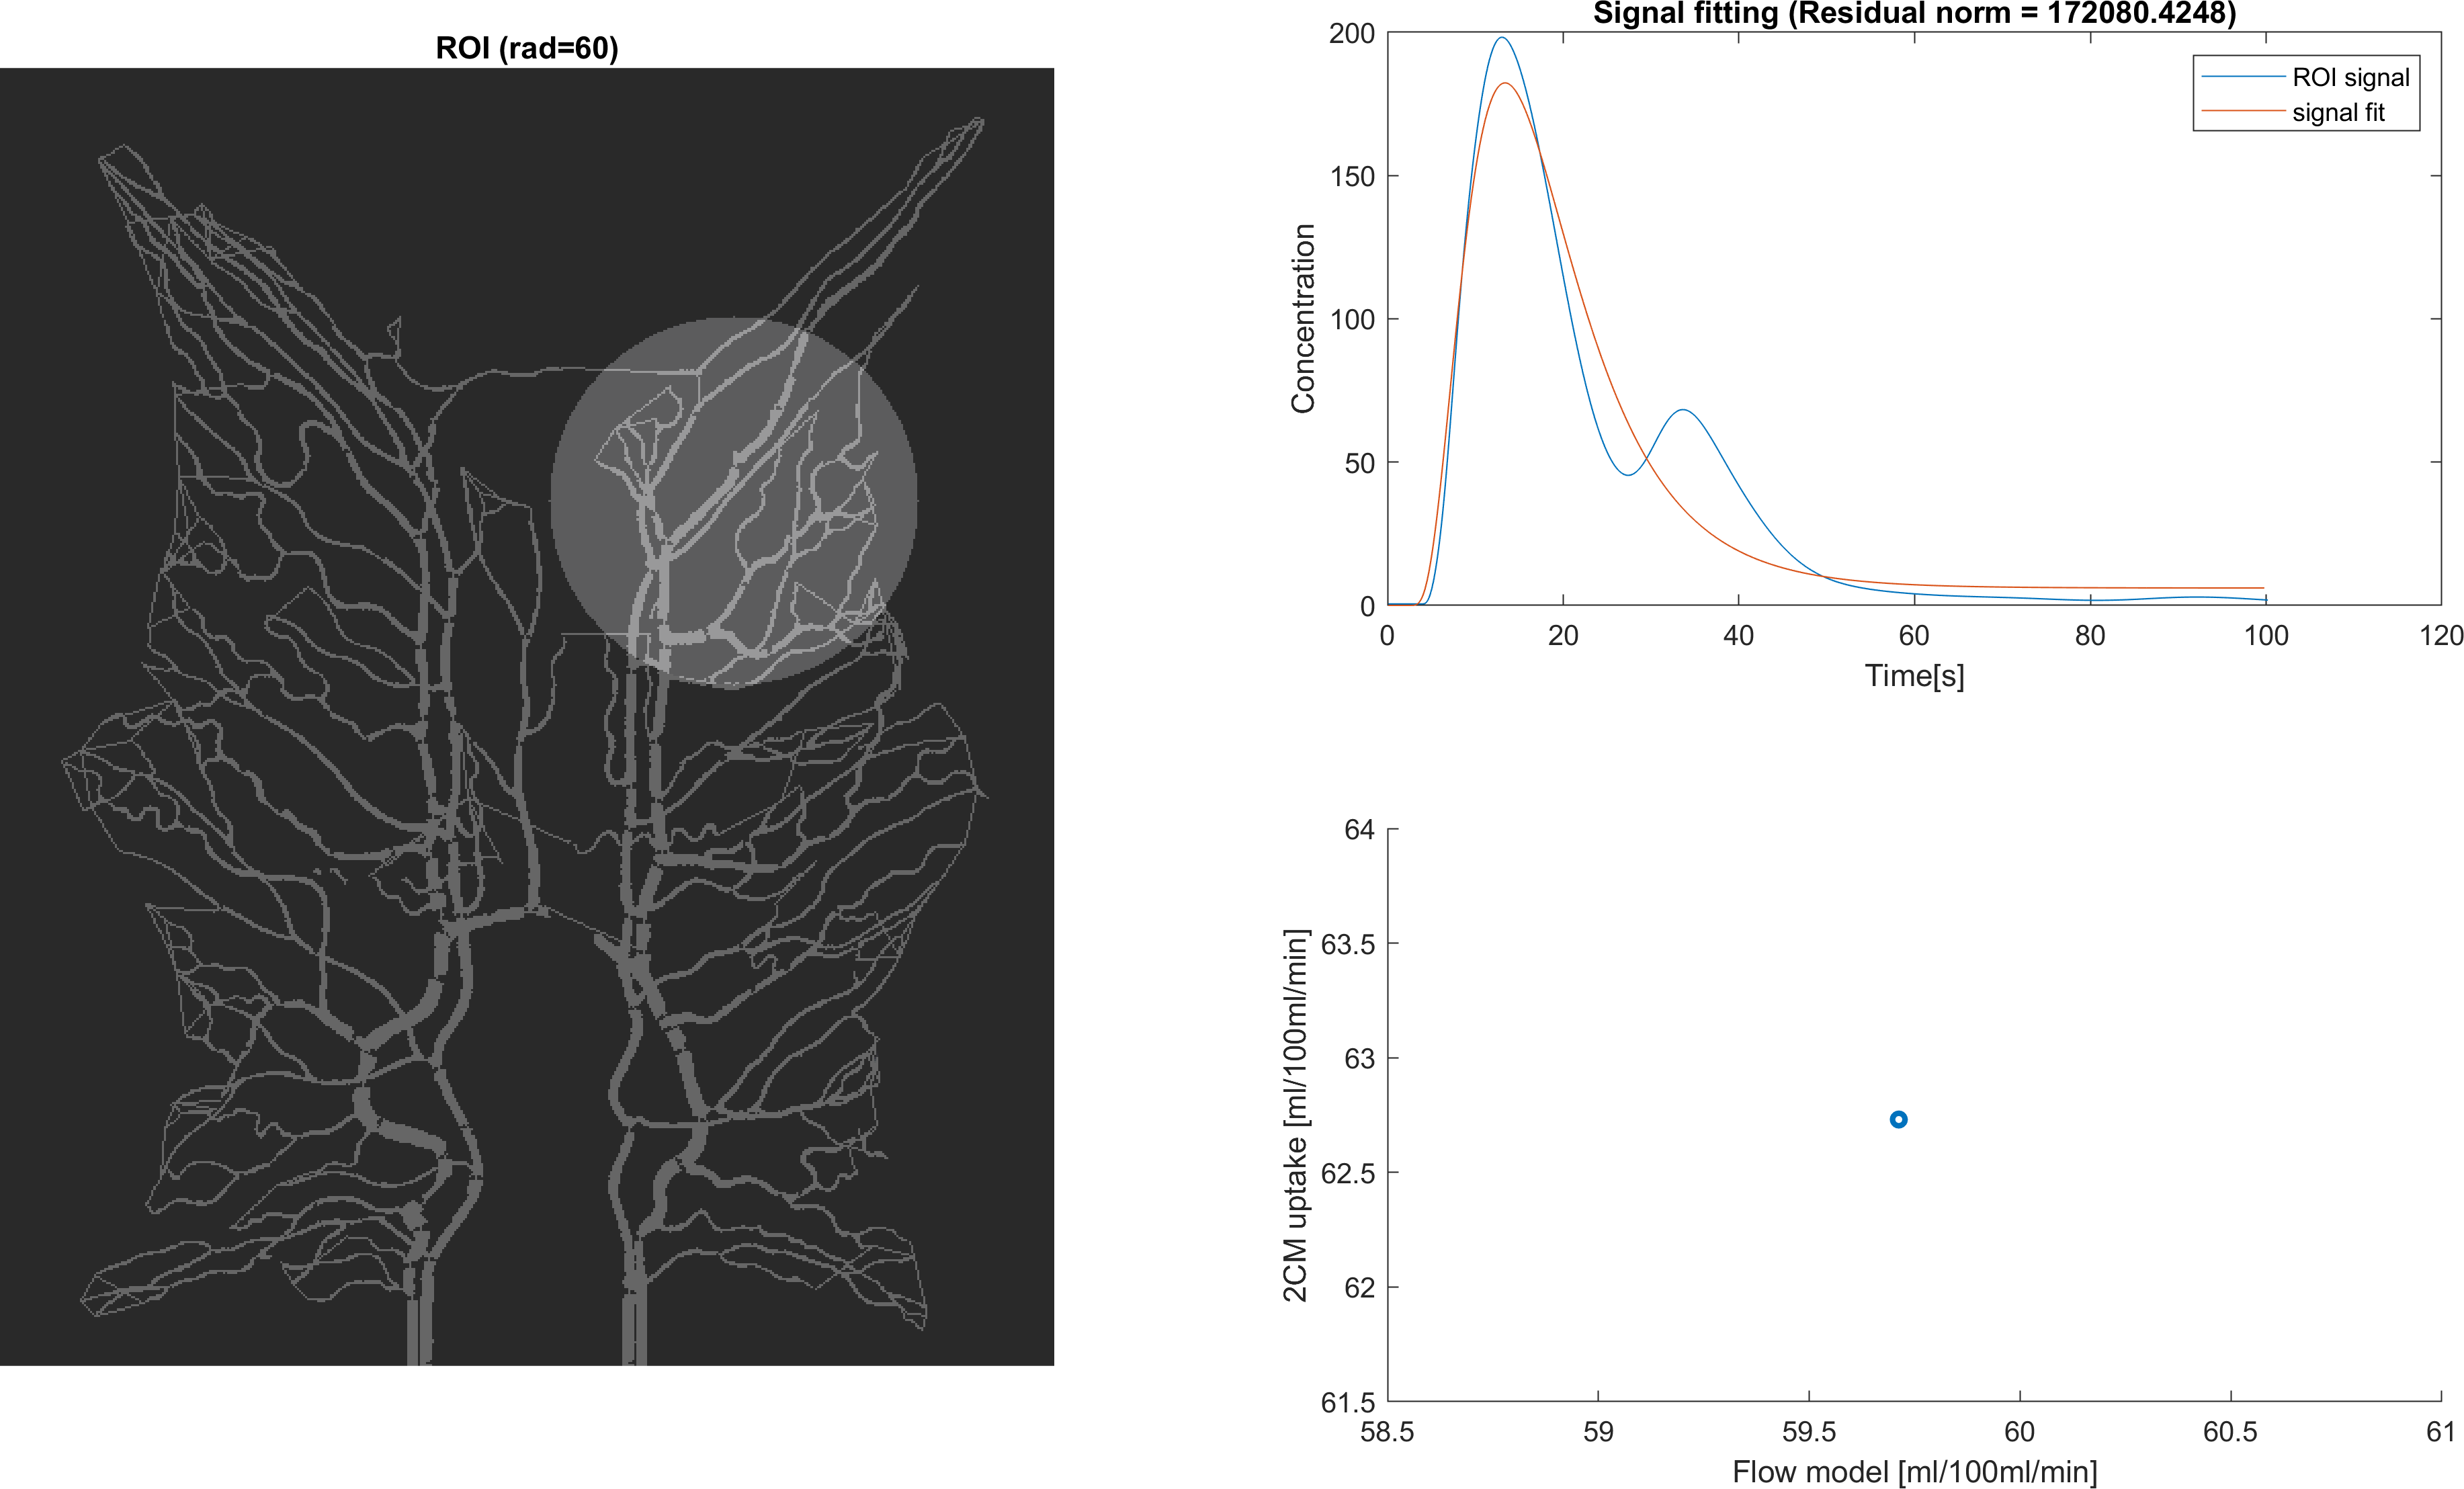 ROI (rad=60)
Signal fitting (Residual norm = 172080.4248)
200
150
100
50
0
0 20 40 60 80 100 120
Concentration
Time[s]
ROI signal
signal fit
64
63.5
63
62.5
62
61.5
58.5 59 59.5 60 60.5 61
2CM uptake [ml/100ml/min]
Flow model [ml/100ml/min]